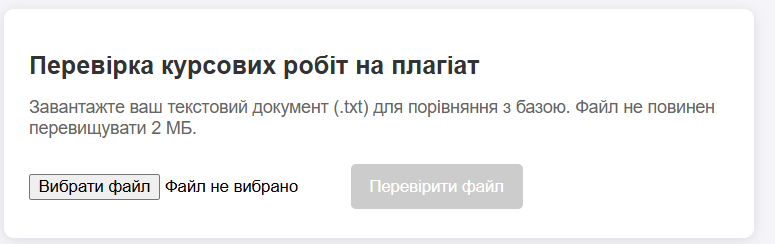 Перевірка курсових робіт на плагіат
Завантажте ваш текстовий документ (.txt) для порівняння з базою. Файл не повинен
перевищувати 2 МБ.
Вибрати файл Файл не вибрано Перевірити файл